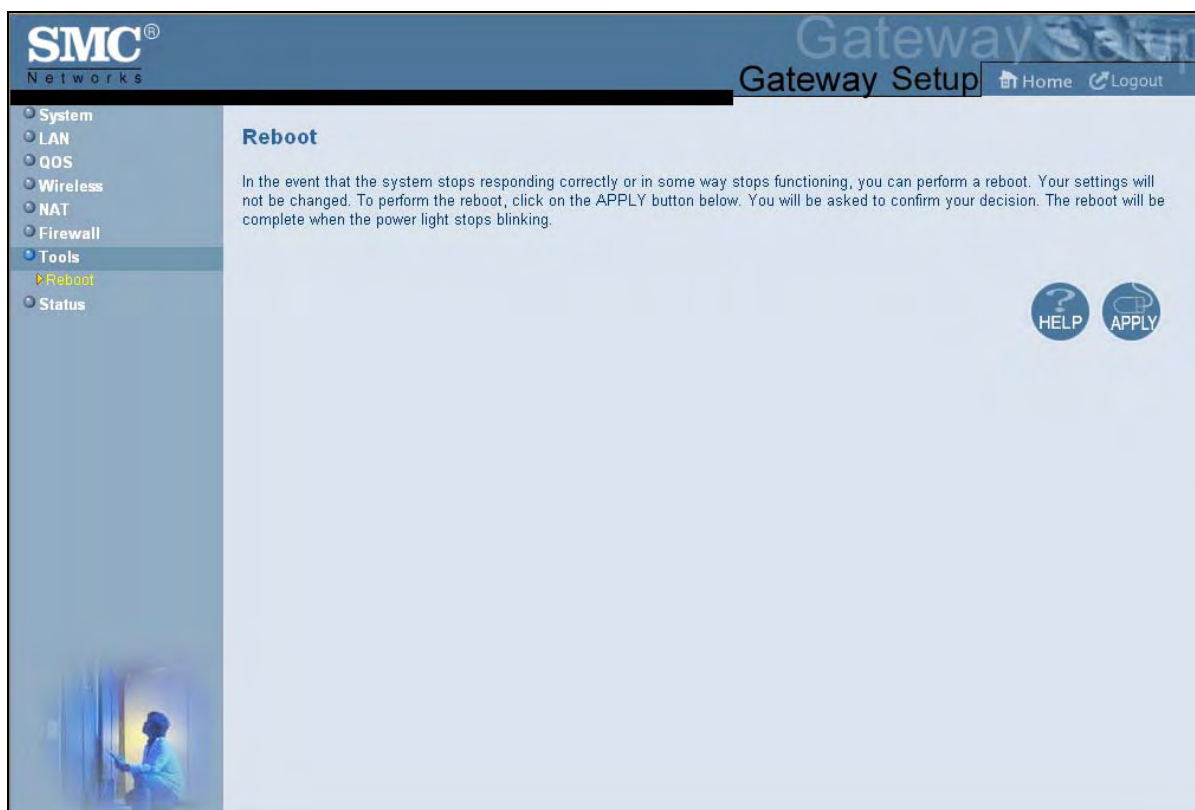 SMC®
Networks
Gateway Setup
Gateway Setup
Home
Logout
System
LAN
QOS
Wireless
NAT
Firewall
Tools
Reboot
Status
Reboot
In the event that the system stops responding correctly or in some way stops functioning, you can perform a reboot. Your settings will
not be changed. To perform the reboot, click on the APPLY button below. You will be asked to confirm your decision. The reboot will be
complete when the power light stops blinking.
HELP
APPLY